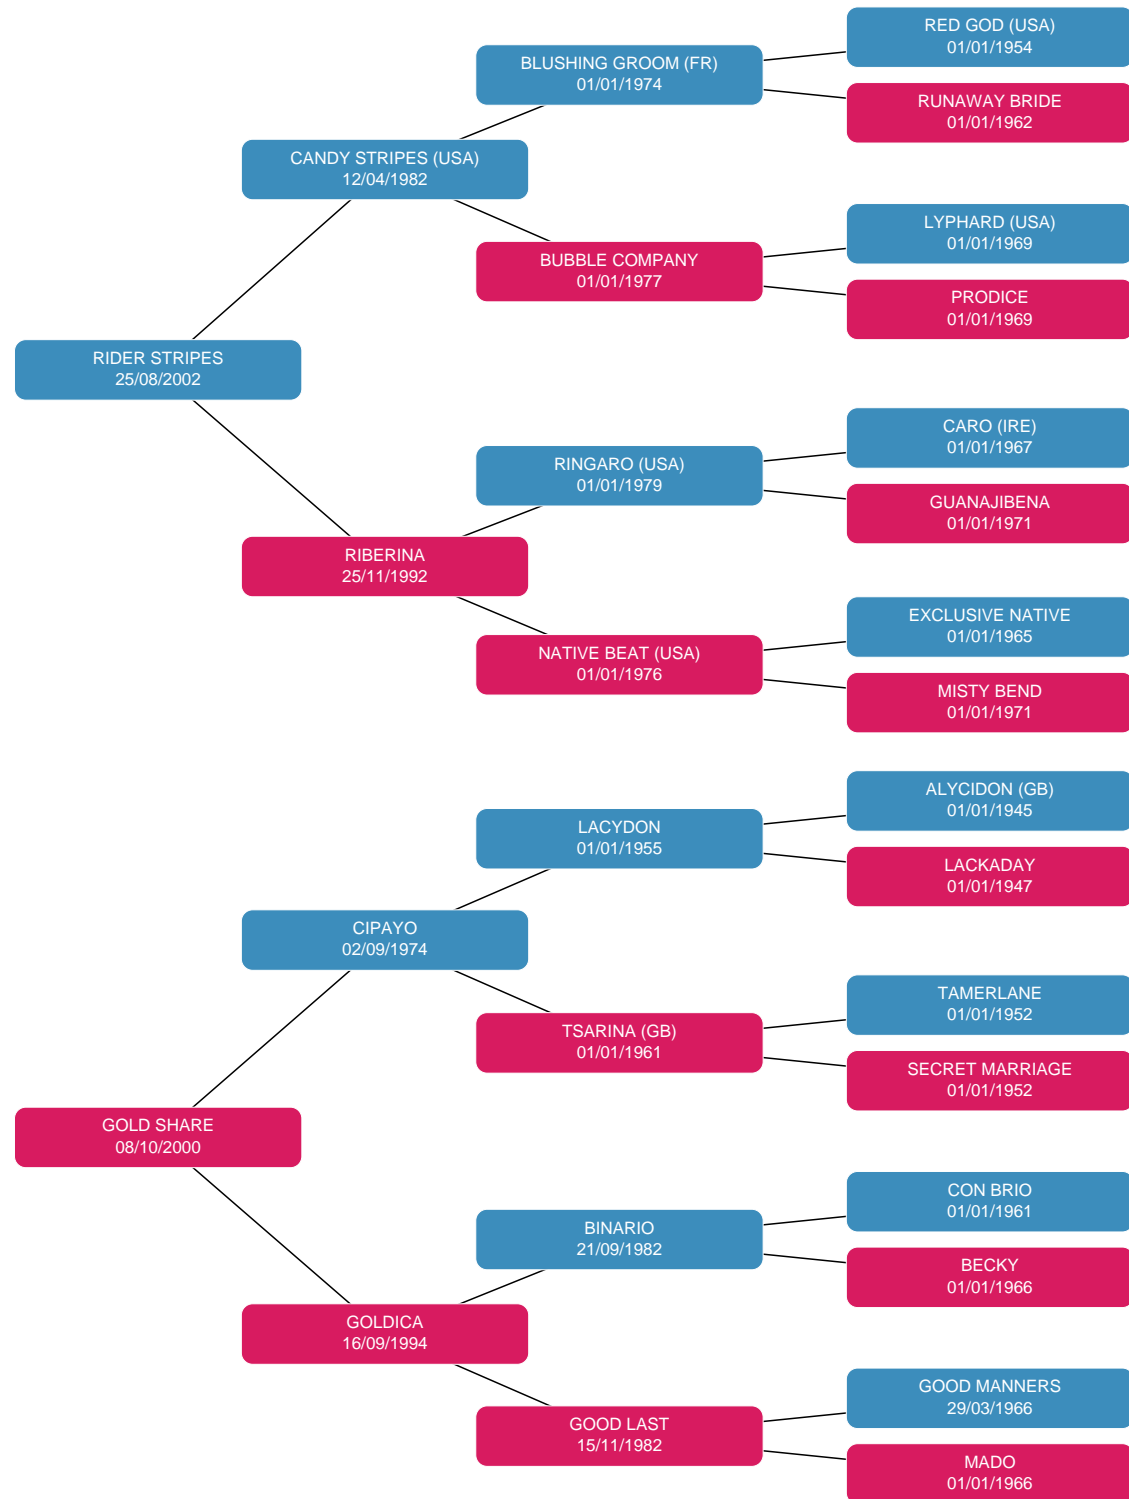 RED GOD (USA)
01/01/1954
BLUSHING GROOM (FR)
01/01/1974
RUNAWAY BRIDE
01/01/1962
CANDY STRIPES (USA)
12/04/1982
LYPHARD (USA)
01/01/1969
BUBBLE COMPANY
01/01/1977
PRODICE
01/01/1969
RIDER STRIPES
25/08/2002
CARO (IRE)
01/01/1967
RINGARO (USA)
01/01/1979
GUANAJIBENA
01/01/1971
RIBERINA
25/11/1992
EXCLUSIVE NATIVE
01/01/1965
NATIVE BEAT (USA)
01/01/1976
MISTY BEND
01/01/1971
ALYCIDON (GB)
01/01/1945
LACYDON
01/01/1955
LACKADAY
01/01/1947
CIPAYO
02/09/1974
TAMERLANE
01/01/1952
TSARINA (GB)
01/01/1961
SECRET MARRIAGE
01/01/1952
GOLD SHARE
08/10/2000
CON BRIO
01/01/1961
BINARIO
21/09/1982
BECKY
01/01/1966
GOLDICA
16/09/1994
GOOD MANNERS
29/03/1966
GOOD LAST
15/11/1982
MADO
01/01/1966